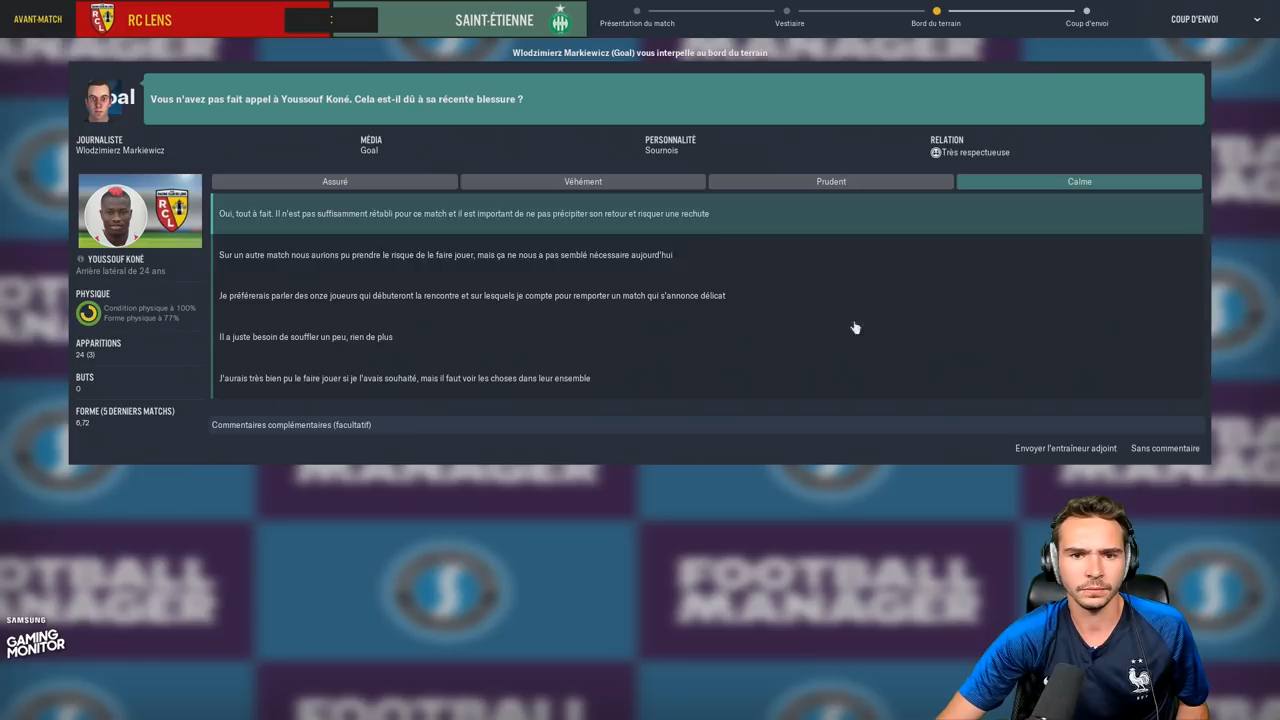 AVANT-MATCH
RCL
RC LENS
:
SAINT-ÉTIENNE
Présentation du match
Vestiaire
Bord du terrain
Coup d'envoi
COUP D'ENVOI
Wlodzimierz Markiewicz (Goal) vous interpelle au bord du terrain
Vous n'avez pas fait appel à Youssouf Koné. Cela est-il dû à sa récente blessure ?
JOURNALISTE
Wlodzimierz Markiewicz
MÉDIA
Goal
PERSONNALITÉ
Sournois
RELATION
Très respectueuse
Assuré
Véhément
Prudent
Calme
RCL
YOUSSOUF KONÉ
Arrière latéral de 24 ans
PHYSIQUE
Condition physique à 100%
Forme physique à 77%
APPARITIONS
24 (3)
BUTS
0
FORME (5 DERNIERS MATCHS)
6,72
Oui, tout à fait. Il n'est pas suffisamment rétabli pour ce match et il est important de ne pas précipiter son retour et risquer une rechute
Sur un autre match nous aurions pu prendre le risque de le faire jouer, mais ça ne nous a pas semblé nécessaire aujourd'hui
Je préférerais parler des onze joueurs qui débuteront la rencontre et sur lesquels je compte pour remporter un match qui s'annonce délicat
Il a juste besoin de souffler un peu, rien de plus
J'aurais très bien pu le faire jouer si je l'avais souhaité, mais il faut voir les choses dans leur ensemble
Commentaires complémentaires (facultatif)
Envoyer l'entraîneur adjoint
Sans commentaire
FOOTBALL
MANAGER
SAMSUNG
GAMING
MONITOR